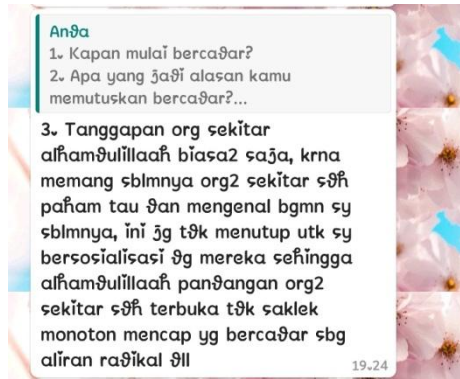 Anda
1. Kapan mulai bercadar?
2. Apa yang jadi alasan kamu
memutuskan bercadar?...
3. Tanggapan org sekitar
alhamdulillaah biasa2 saja, krna
memang sblmnya org2 sekitar sdh
paham tau dan mengenal bgmn sy
sblmnya, ini jg tdk menutup utk sy
bersosialisasi dg mereka sehingga
alhamdulillaah pandangan org2
sekitar sdh terbuka tdk saklek
monoton mencap yg bercadar sbg
aliran radikal dll
19.24